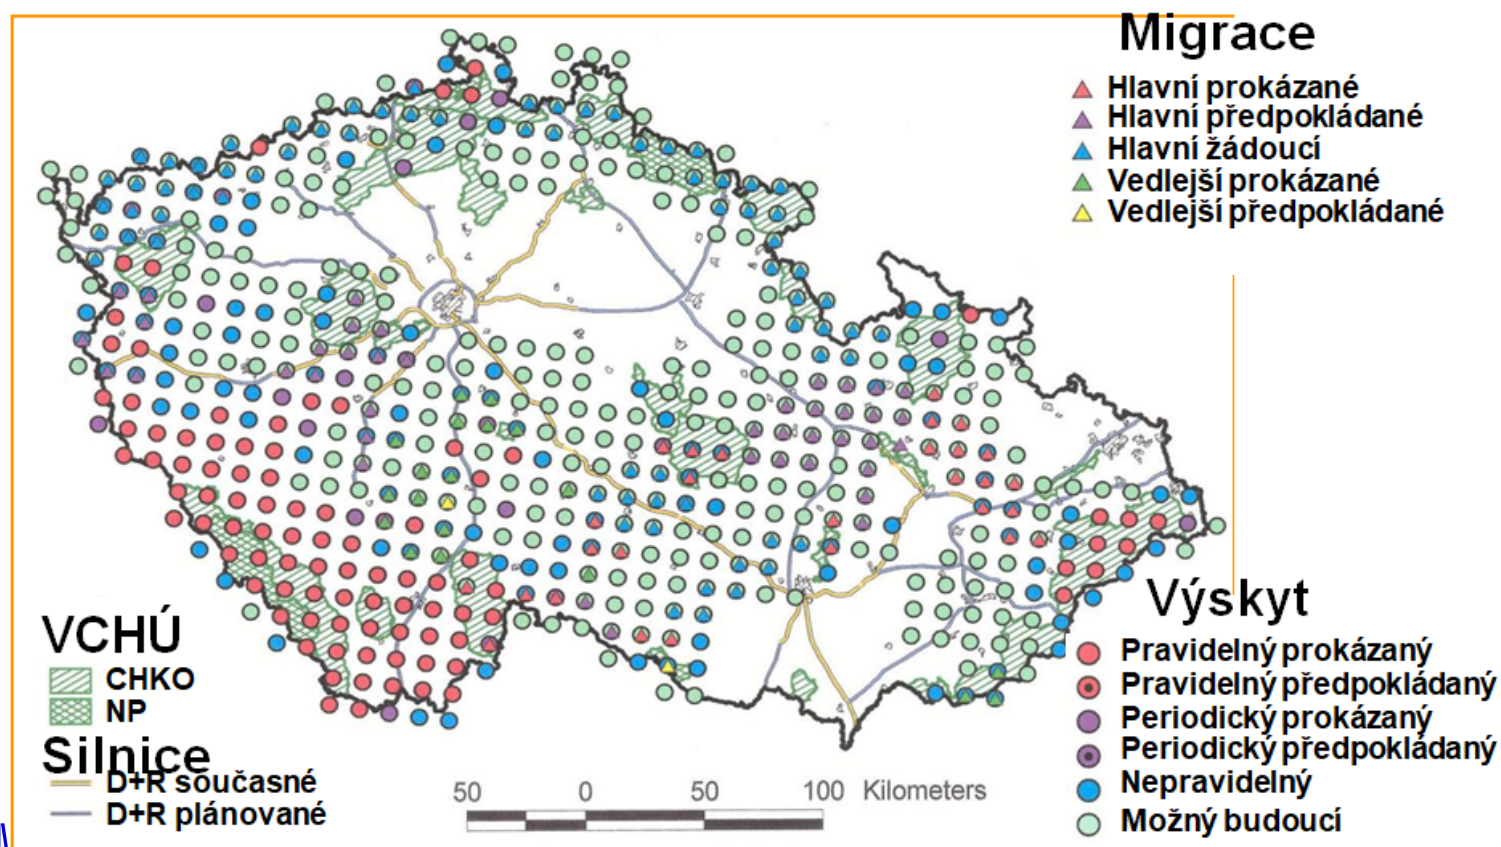 Migrace
Hlavní prokázané
Hlavní předpokládané
Hlavní žádoucí
Vedlejší prokázané
Vedlejší předpokládané
VCHÚ
CHKO
NP
Silnice
D+R současné
D+R plánované
50 0 50 100 Kilometers
Výskyt
Pravidelný prokázaný
Pravidelný předpokládaný
Periodický prokázaný
Periodický předpokládaný
Nepravidelný
Možný budoucí